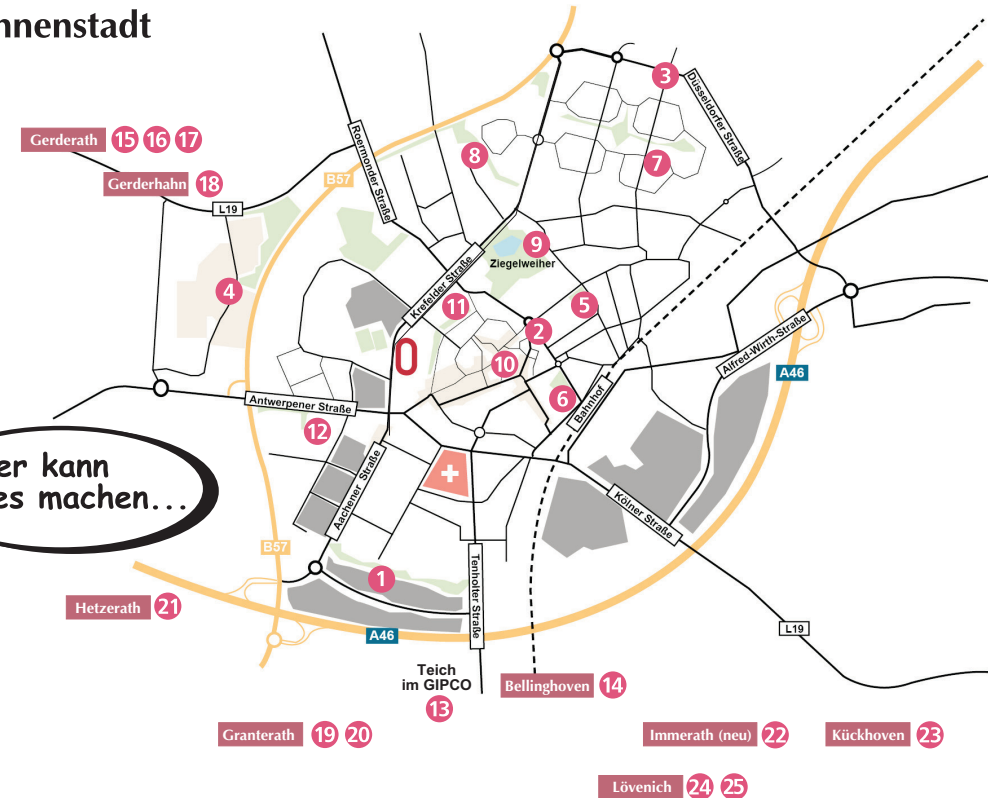 nnenstadt
3
Düsseldorfer Straße
Gerderath 15 16 17
Roermonder Straße
8
7
B57
Gerderhahn 18
L19
9
Ziegelweiher
Krefelder Straße
4
11
5
2
Alfred-Wirth-Straße
10
A46
6
Bahnhof
Antwerpener Straße
12
er kann
es machen...
Aachener Straße
Kölner Straße
B57
1
Tenholter Straße
Hetzerath 21
A46
L19
Teich
im GIPCO
13
Bellinghoven 14
Granterath 19 20
Immerath (neu) 22
Kückhoven 23
Lövenich 24 25